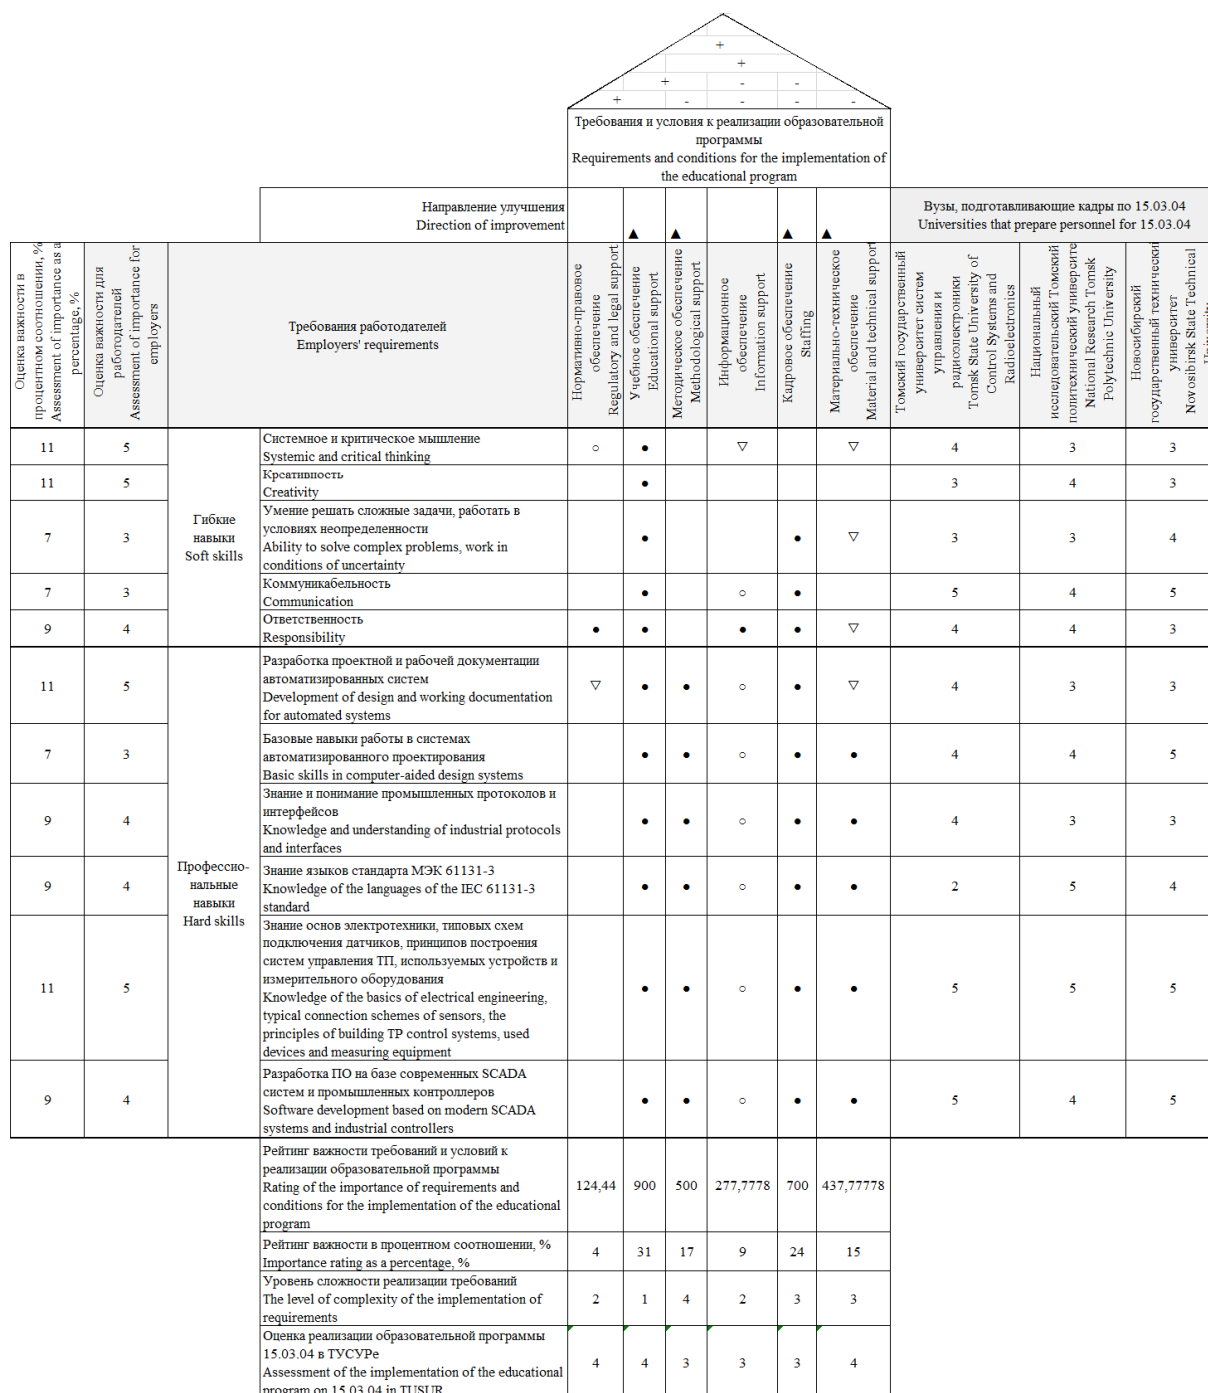 +
+
+ - -
+ - - - -
Требования и условия к реализации образовательной
программы
Requirements and conditions for the implementation of
the educational program
Направление улучшения
Direction of improvement
▲ ▲ ▲ ▲
Вузы, подготавливающие кадры по 15.03.04
Universities that prepare personnel for 15.03.04
Оценка важности в
процентном соотношении, %
Assessment of importance as a
percentage, %
Оценка важности для
работодателей
Assessment of importance for
employers
Требования работодателей
Employers' requirements
Нормативно-правовое
обеспечение
Regulatory and legal support
Учебное обеспечение
Educational support
Методическое обеспечение
Methodological support
Информационное
обеспечение
Information support
Кадровое обеспечение
Staffing
Материально-техническое
обеспечение
Material and technical support
Томский государственный
университет систем
управления и
радиоэлектроники
Tomsk State University of
Control Systems and
Radioelectronics
Национальный
исследовательский Томский
политехнический университе
National Research Tomsk
Polytechnic University
Новосибирский
государственный технически
университет
Novosibirsk State Technical
Гибкие
навыки
Soft skills
11 5
Системное и критическое мышление
Systemic and critical thinking
○ ● ▽ ▽ 4 3 3
11 5
Креативность
Creativity
● 3 4 3
7 3
Умение решать сложные задачи, работать в
условиях неопределенности
Ability to solve complex problems, work in
conditions of uncertainty
● ● ▽ 3 3 4
7 3
Коммуникабельность
Communication
● ○ ● 5 4 5
9 4
Ответственность
Responsibility
● ● ● ● ▽ 4 4 3
Профессио-
нальные
навыки
Hard skills
11 5
Разработка проектной и рабочей документации
автоматизированных систем
Development of design and working documentation
for automated systems
▽ ● ● ○ ● ▽ 4 3 3
7 3
Базовые навыки работы в системах
автоматизированного проектирования
Basic skills in computer-aided design systems
● ● ○ ● ● 4 4 5
9 4
Знание и понимание промышленных протоколов и
интерфейсов
Knowledge and understanding of industrial protocols
and interfaces
● ● ○ ● ● 4 3 3
9 4
Знание языков стандарта МЭК 61131-3
Knowledge of the languages of the IEC 61131-3
standard
● ● ○ ● ● 2 5 4
11 5
Знание основ электротехники, типовых схем
подключения датчиков, принципов построения
систем управления ТП, используемых устройств и
измерительного оборудования
Knowledge of the basics of electrical engineering,
typical connection schemes of sensors, the
principles of building TP control systems, used
devices and measuring equipment
● ● ○ ● ● 5 5 5
9 4
Разработка ПО на базе современных SCADA
систем и промышленных контроллеров
Software development based on modern SCADA
systems and industrial controllers
● ● ○ ● ● 5 4 5
Рейтинг важности требований и условий к
реализации образовательной программы
Rating of the importance of requirements and
conditions for the implementation of the educational
program
124,44 900 500 277,7778 700 437,77778
Рейтинг важности в процентном соотношении, %
Importance rating as a percentage, %
4 31 17 9 24 15
Уровень сложности реализации требований
The level of complexity of the implementation of
requirements
2 1 4 2 3 3
Оценка реализации образовательной программы
15.03.04 в ТУСУРе
Assessment of the implementation of the educational
program on 15.03.04 in TUSUR
4 4 3 3 3 4